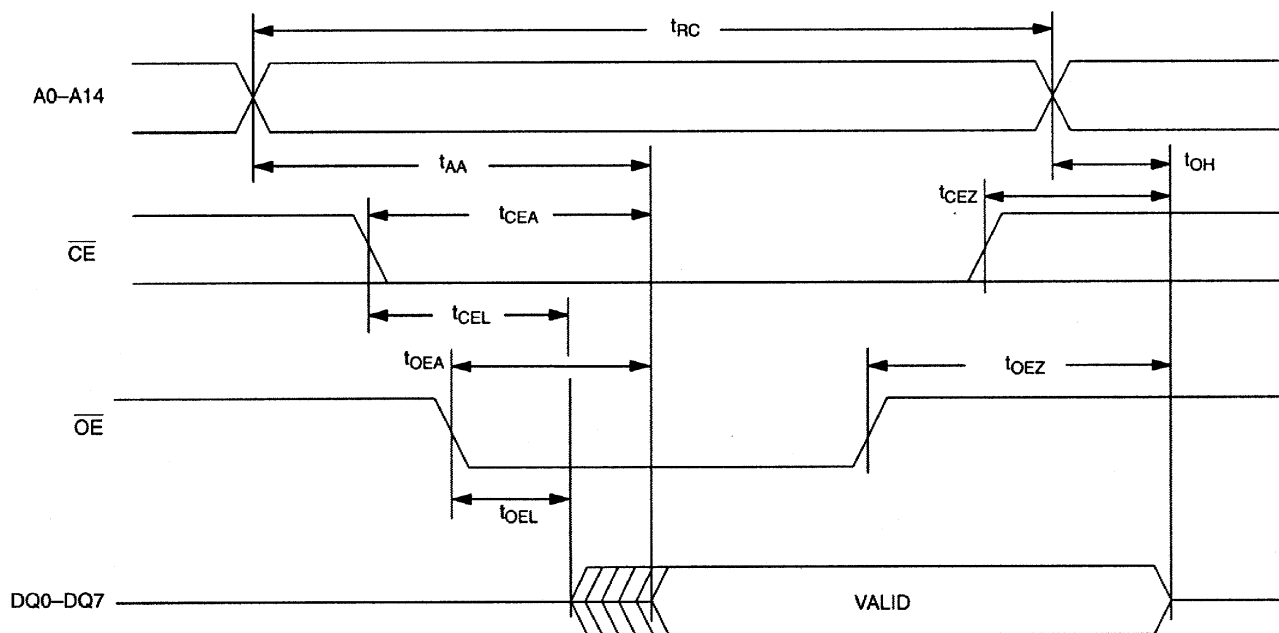 tRC
A0–A14
tAA
tOH
tCEZ
tCEA
CE
tCEL
tOEA
tOEZ
OE
tOEL
DQ0–DQ7
VALID